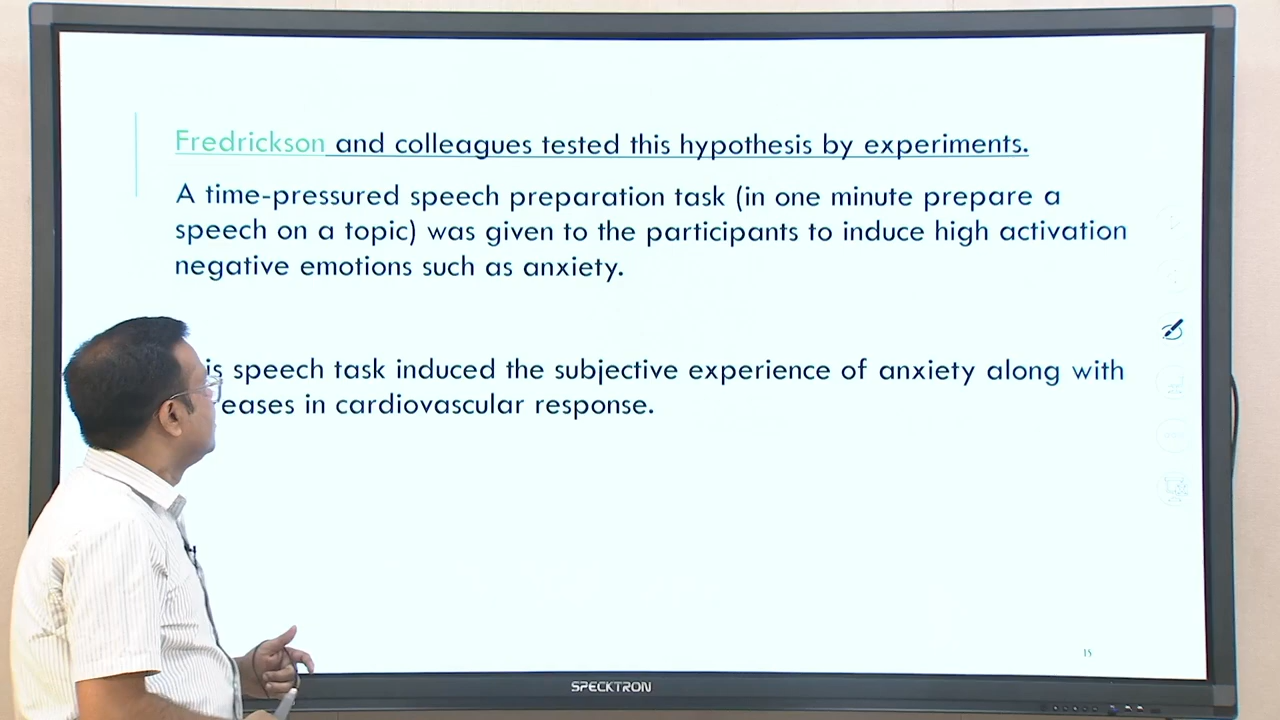 Fredrickson and colleagues tested this hypothesis by experiments.
A time-pressured speech preparation task (in one minute prepare a
speech on a topic) was given to the participants to induce high activation
negative emotions such as anxiety.
is speech task induced the subjective experience of anxiety along with
reases in cardiovascular response.
15
SPECKTRON